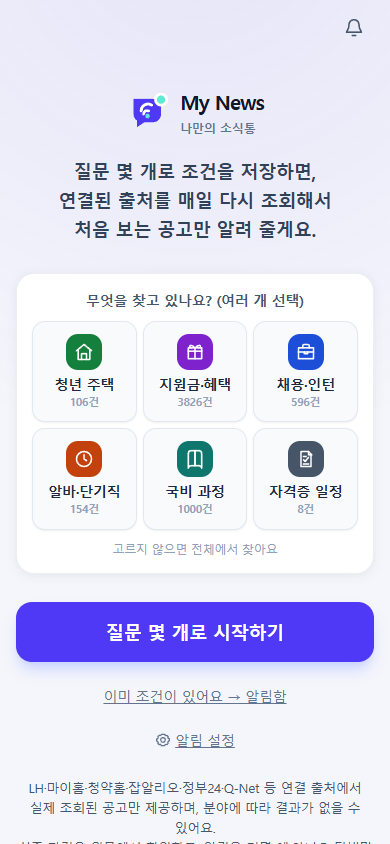 My News
나만의 소식통
질문 몇 개로 조건을 저장하면,
연결된 출처를 매일 다시 조회해서
처음 보는 공고만 알려 줄게요.
무엇을 찾고 있나요? (여러 개 선택)
청년 주택
106건
지원금·혜택
3826건
채용·인턴
596건
알바·단기직
154건
국비 과정
1000건
자격증 일정
8건
고르지 않으면 전체에서 찾아요
질문 몇 개로 시작하기
이미 조건이 있어요 → 알림함
알림 설정
LH·마이홈·청약홈·잡알리오·정부24·Q-Net 등 연결 출처에서
실제 조회된 공고만 제공하며, 분야에 따라 결과가 없을 수
있어요.